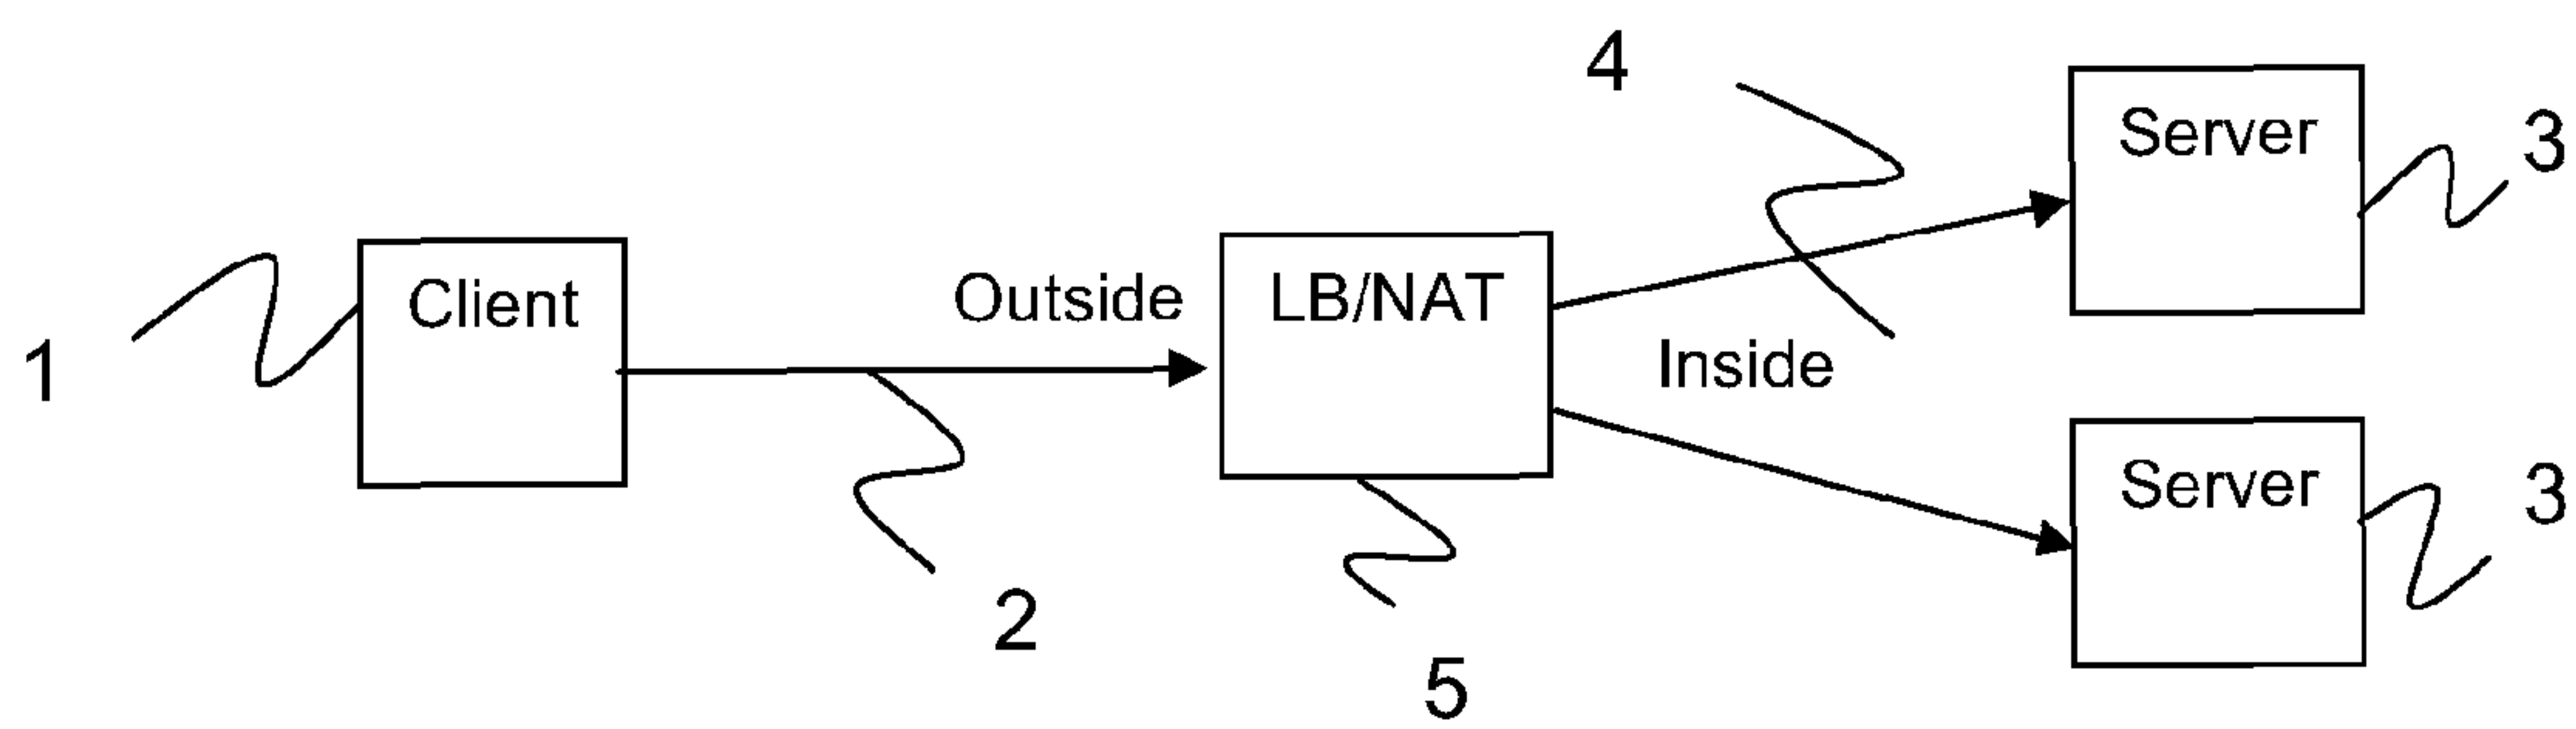 4
Server
3
Client
Outside
LB/NAT
1
Inside
Server
3
2
5